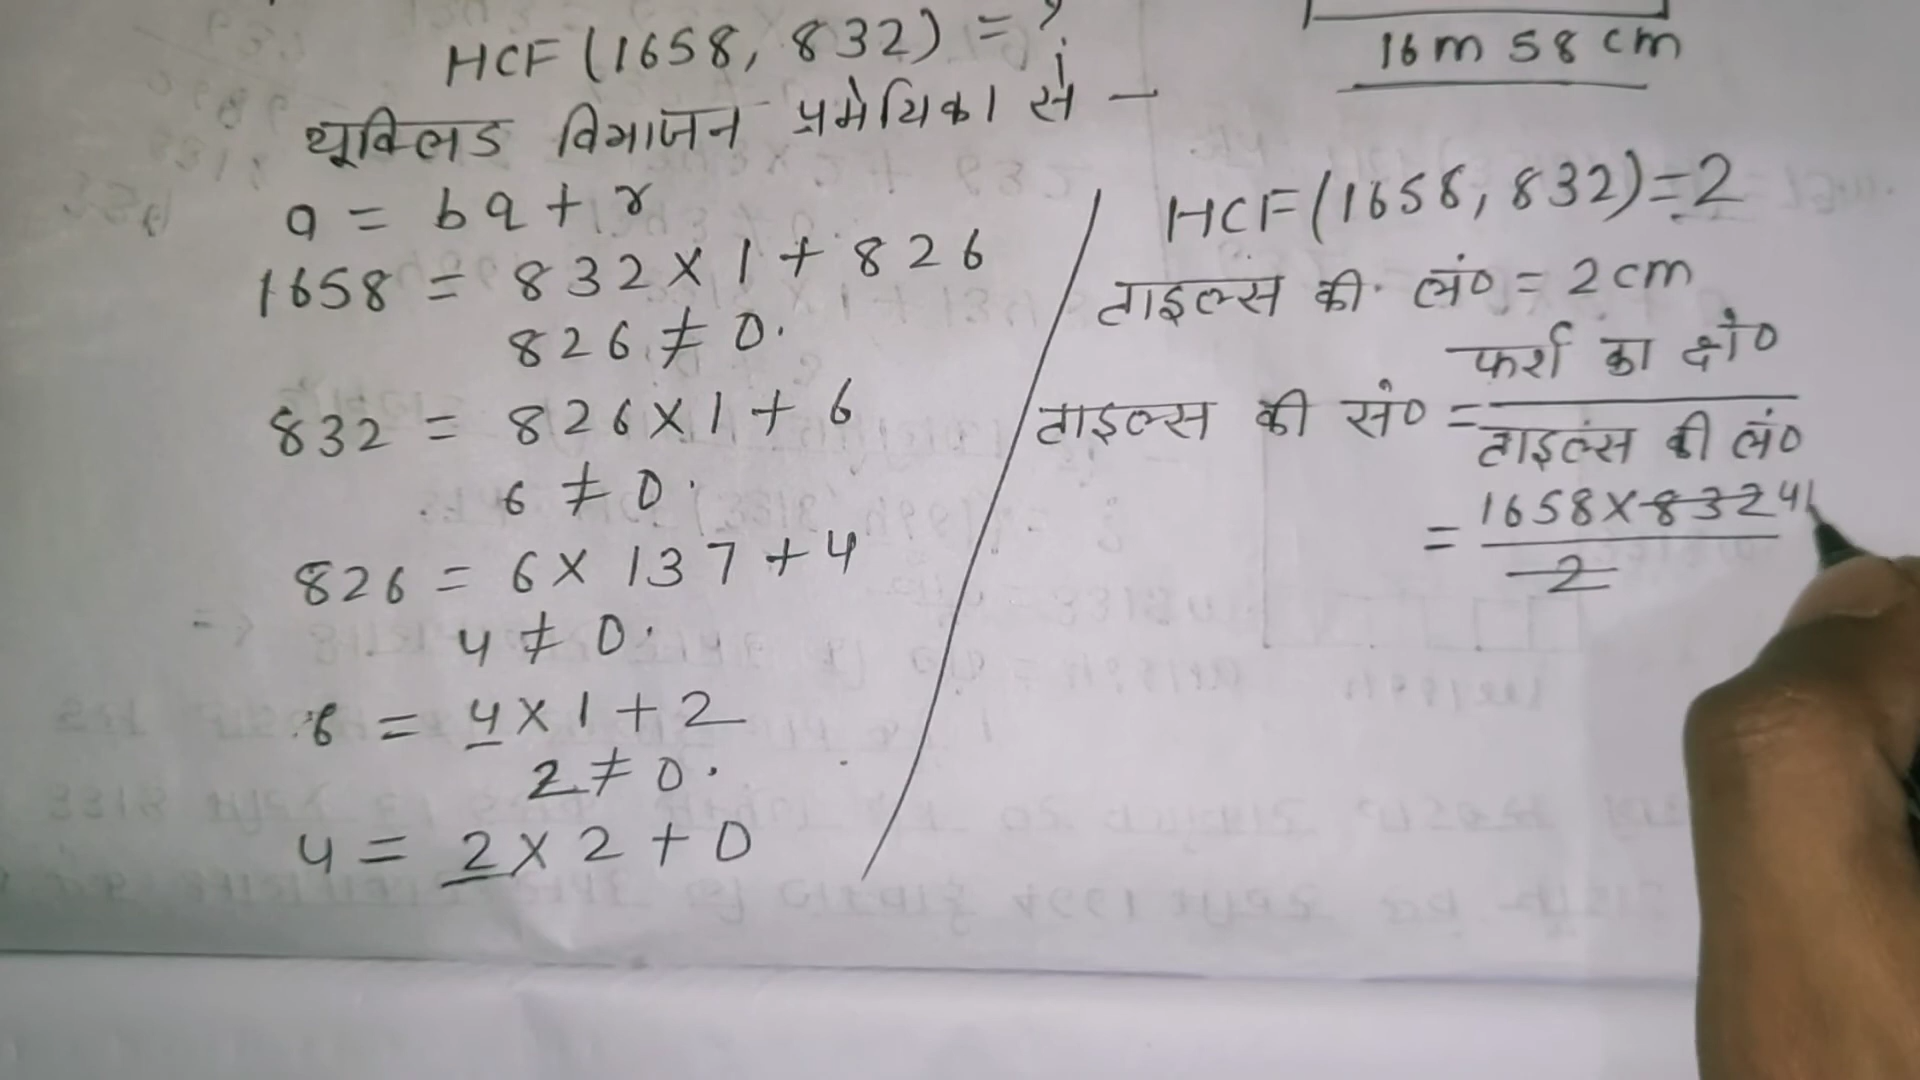 HCF (1658, 832) = ?
16m 58 cm
यूक्लिड विभाजन प्रमेयिका से —
a = bq + r
1658 = 832 × 1 + 826
826 ≠ 0.
832 = 826 × 1 + 6
6 ≠ 0.
826 = 6 × 137 + 4
4 ≠ 0.
6 = 4 × 1 + 2
2 ≠ 0.
4 = 2 × 2 + 0
HCF (1658, 832) = 2
टाइल्स की लं० = 2 cm
टाइल्स की सं० = फर्श का क्षे०
टाइल्स की लं०
= 1658 × 832 41
2